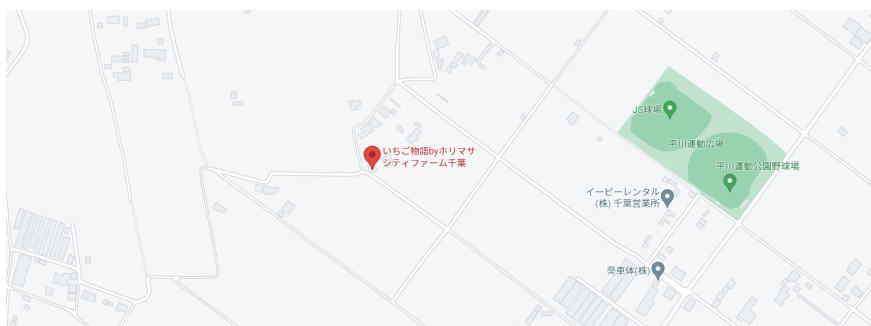 JS球場
平川運動広場
いちご物語byホリマサ
シティファーム千葉
平川運動公園野球場
イーピーレンタル
(株) 千葉営業所
葵車体(株)